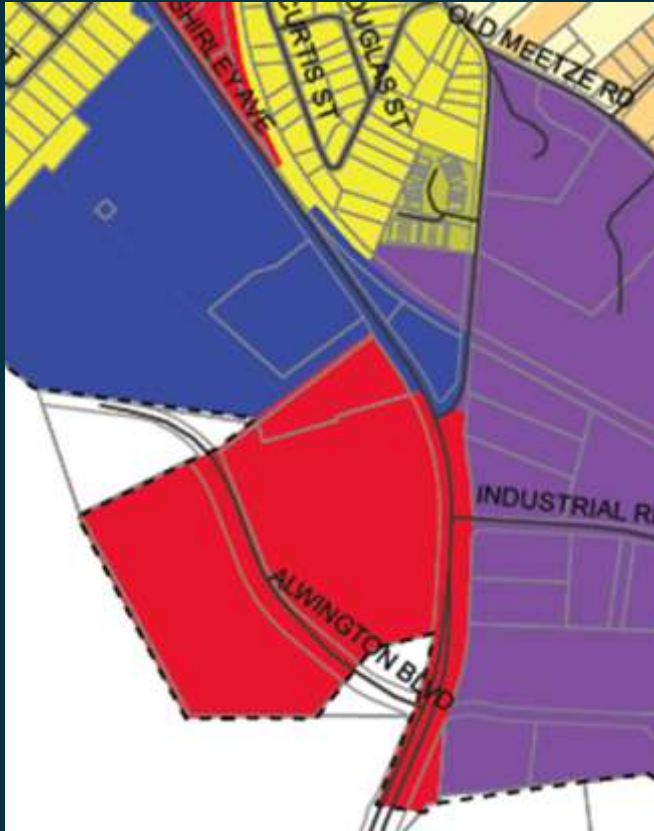 SHIRLEY AVE
CURTIS ST
DOUGLAS ST
OLD MEETZE RD
INDUSTRIAL
ALWINGTON BLVD